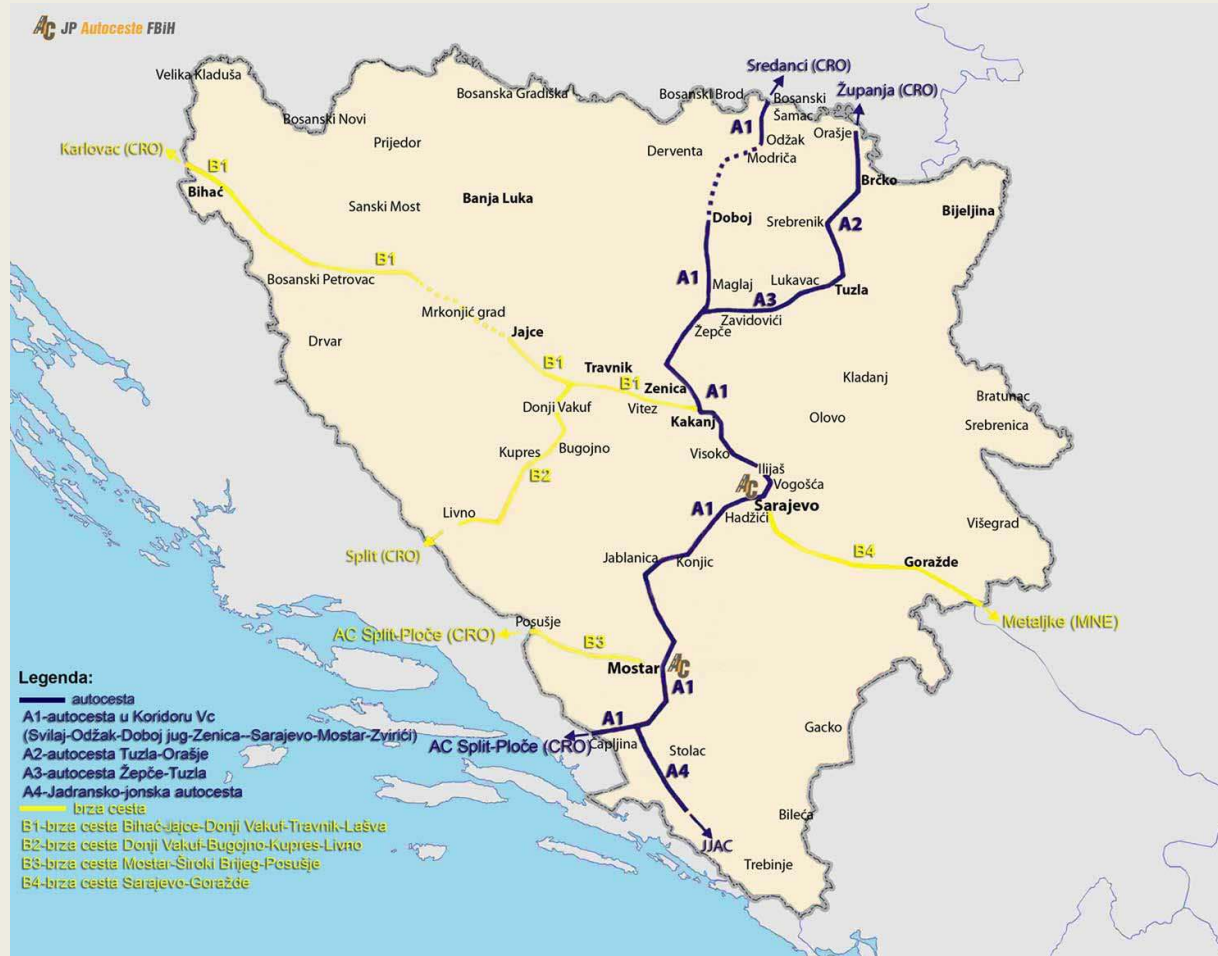 AC JP Autoceste FBiH
Sredanci (CRO)
Velika Kladuša
Bosanska Gradiška
Bosanski Brod
Bosanski
Šamac
Županja (CRO)
Bosanski Novi
A1
Odžak
Orašje
Prijedor
Derventa
Modriča
Karlovac (CRO)
B1
Bihać
Brčko
Banja Luka
Sanski Most
Doboj
Srebrenik
A2
Bijeljina
B1
Bosanski Petrovac
A1
Maglaj
Lukavac
Tuzla
A3
Mrkonjić grad
Zavidovići
Žepče
Jajce
Drvar
B1
Travnik
B1
Zenica
Kladanj
A1
Bratunac
Donji Vakuf
Vitez
Kakanj
Olovo
Srebrenica
Kupres
Bugojno
Visoko
B2
Ilijaš
AC
Vogošća
Livno
A1
Sarajevo
Hadžići
Višegrad
Split (CRO)
Jablanica
Konjic
B4
Goražde
Posušje
Metaljke (MNE)
AC Split-Ploče (CRO)
B3
Mostar
AC
A1
Legenda:
autocesta
A1-autocesta u Koridoru Vc
(Svilaj-Odžak-Doboj jug-Zenica--Sarajevo-Mostar-Zvirići)
A2-autocesta Tuzla-Orašje
A3-autocesta Žepče-Tuzla
A4-Jadransko-jonska autocesta
brza cesta
B1-brza cesta Bihać-Jajce-Donji Vakuf-Travnik-Lašva
B2-brza cesta Donji Vakuf-Bugojno-Kupres-Livno
B3-brza cesta Mostar-Široki Brijeg-Posušje
B4-brza cesta Sarajevo-Goražde
A1
AC Split-Ploče (CRO)
Čapljina
Stolac
Gacko
A4
Bileća
JJAC
Trebinje